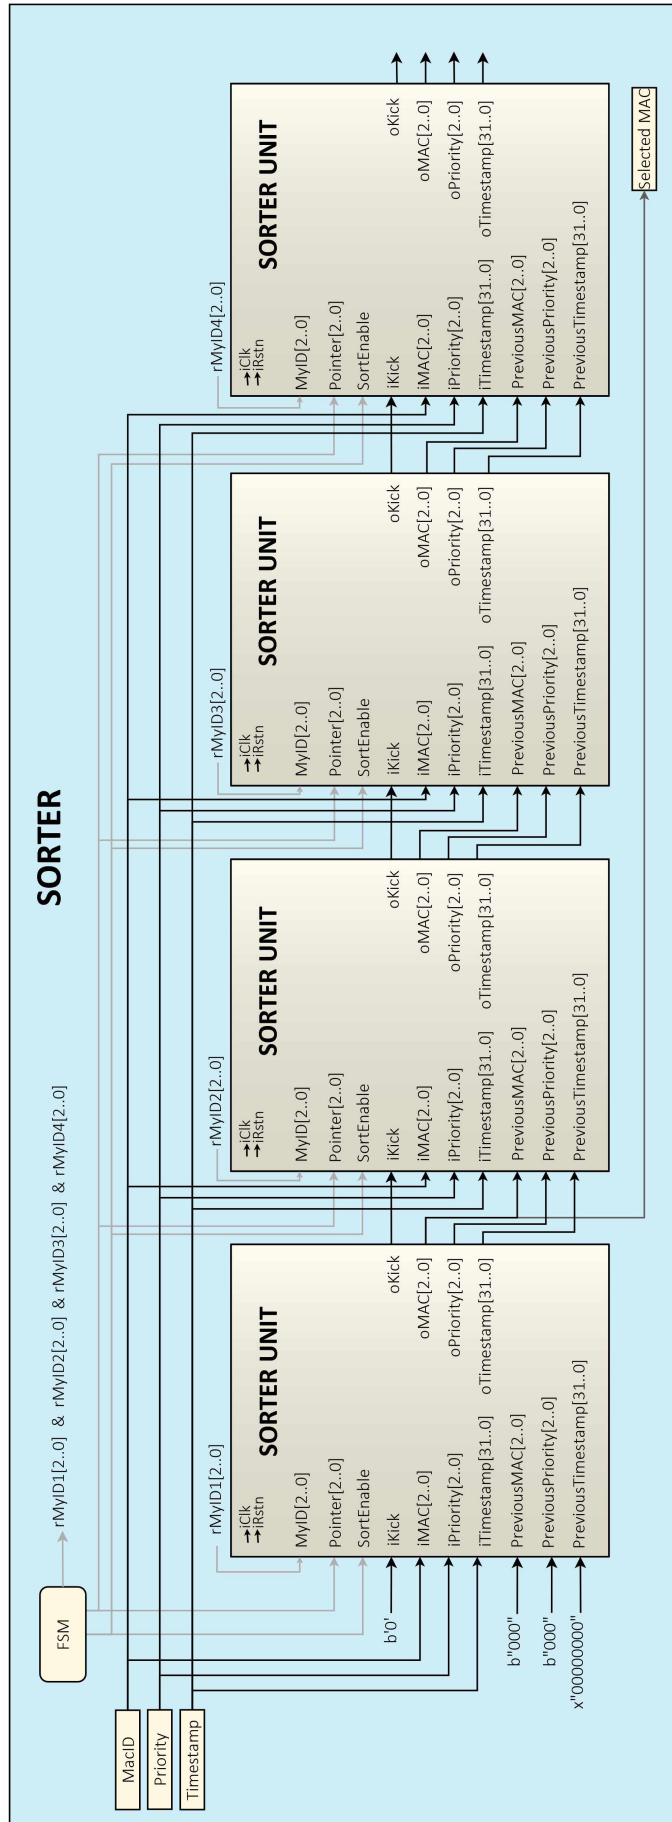 SORTER
FSM
rMyID1[2..0] & rMyID2[2..0] & rMyID3[2..0] & rMyID4[2..0]
MacID
Priority
Timestamp
rMyID1[2..0]
iClk
iRstn
SORTER UNIT
MyID[2..0]
Pointer[2..0]
SortEnable
b'0'
iKick
oKick
iMAC[2..0]
oMAC[2..0]
iPriority[2..0]
oPriority[2..0]
iTimestamp[31..0]
oTimestamp[31..0]
b"000"
PreviousMAC[2..0]
b"000"
PreviousPriority[2..0]
x"00000000"
PreviousTimestamp[31..0]
rMyID2[2..0]
iClk
iRstn
SORTER UNIT
MyID[2..0]
Pointer[2..0]
SortEnable
iKick
oKick
iMAC[2..0]
oMAC[2..0]
iPriority[2..0]
oPriority[2..0]
iTimestamp[31..0]
oTimestamp[31..0]
PreviousMAC[2..0]
PreviousPriority[2..0]
PreviousTimestamp[31..0]
rMyID3[2..0]
iClk
iRstn
SORTER UNIT
MyID[2..0]
Pointer[2..0]
SortEnable
iKick
oKick
iMAC[2..0]
oMAC[2..0]
iPriority[2..0]
oPriority[2..0]
iTimestamp[31..0]
oTimestamp[31..0]
PreviousMAC[2..0]
PreviousPriority[2..0]
PreviousTimestamp[31..0]
rMyID4[2..0]
iClk
iRstn
SORTER UNIT
MyID[2..0]
Pointer[2..0]
SortEnable
iKick
oKick
iMAC[2..0]
oMAC[2..0]
iPriority[2..0]
oPriority[2..0]
iTimestamp[31..0]
oTimestamp[31..0]
PreviousMAC[2..0]
PreviousPriority[2..0]
PreviousTimestamp[31..0]
Selected MAC